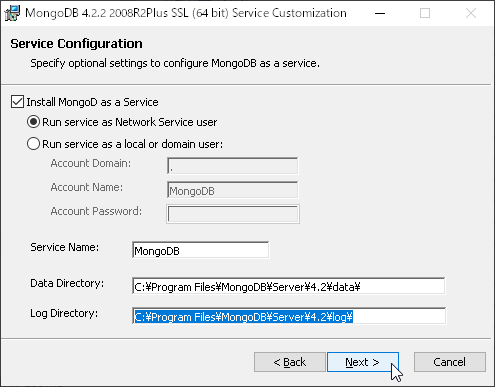 MongoDB 4.2.2 2008R2Plus SSL (64 bit) Service Customization
Service Configuration
Specify optional settings to configure MongoDB as a service.
Install MongoD as a Service
Run service as Network Service user
Run service as a local or domain user:
Account Domain: .
Account Name: MongoDB
Account Password:
Service Name: MongoDB
Data Directory: C:¥Program Files¥MongoDB¥Server¥4.2¥data¥
Log Directory: C:¥Program Files¥MongoDB¥Server¥4.2¥log¥
< Back Next > Cancel